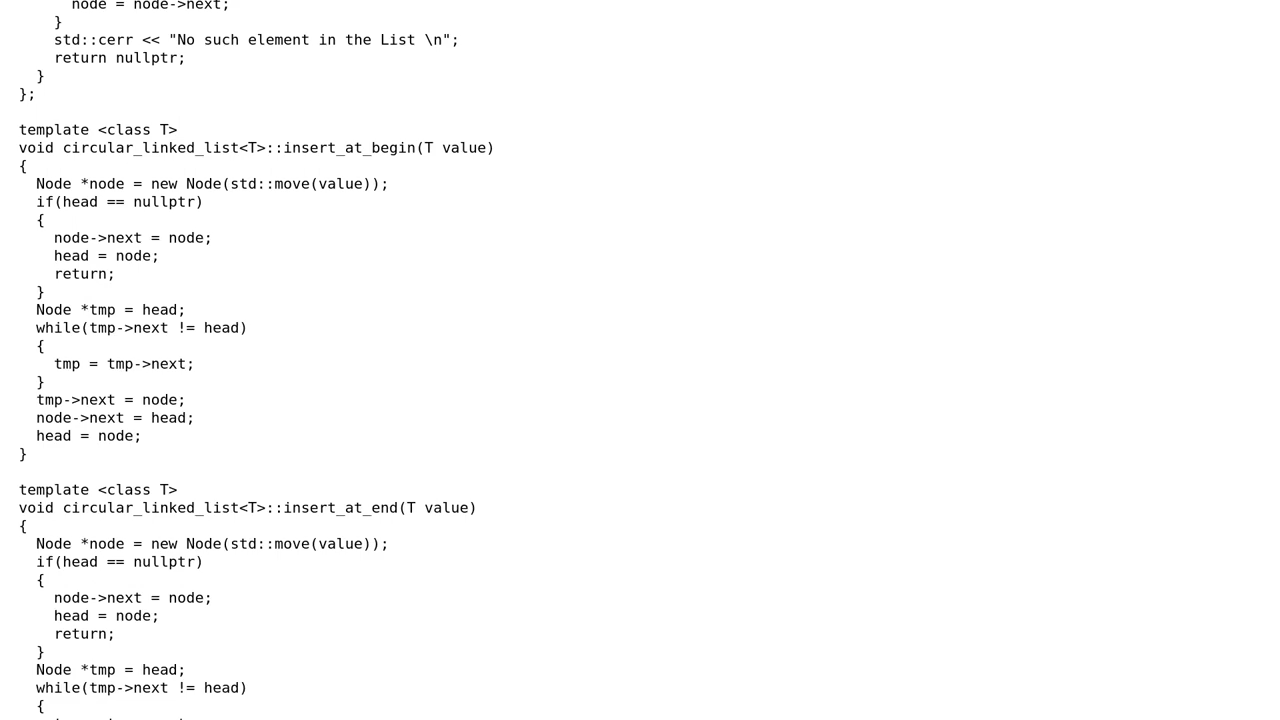 node = node->next;
    }
    std::cerr << "No such element in the List \n";
    return nullptr;
  }
};

template <class T>
void circular_linked_list<T>::insert_at_begin(T value)
{
  Node *node = new Node(std::move(value));
  if(head == nullptr)
  {
    node->next = node;
    head = node;
    return;
  }
  Node *tmp = head;
  while(tmp->next != head)
  {
    tmp = tmp->next;
  }
  tmp->next = node;
  node->next = head;
  head = node;
}

template <class T>
void circular_linked_list<T>::insert_at_end(T value)
{
  Node *node = new Node(std::move(value));
  if(head == nullptr)
  {
    node->next = node;
    head = node;
    return;
  }
  Node *tmp = head;
  while(tmp->next != head)
  {